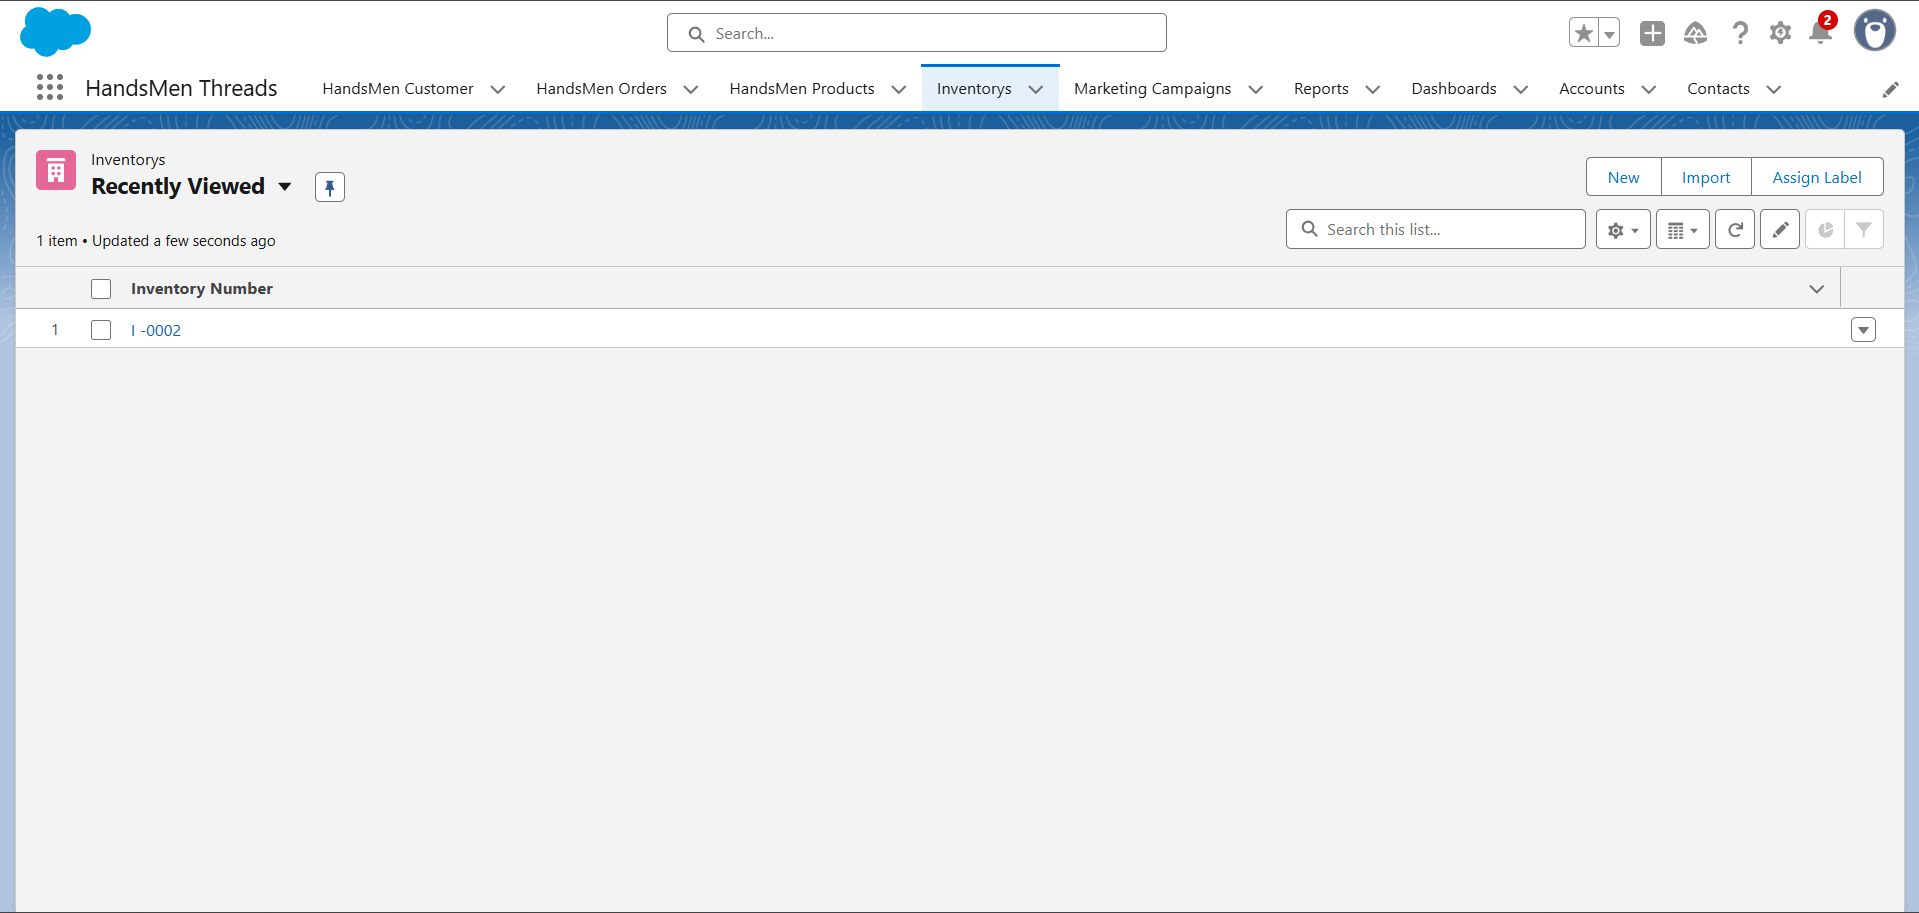 Search...
2
HandsMen Threads
HandsMen Customer
HandsMen Orders
HandsMen Products
Inventorys
Marketing Campaigns
Reports
Dashboards
Accounts
Contacts
Inventorys
Recently Viewed
New
Import
Assign Label
1 item • Updated a few seconds ago
Search this list...
Inventory Number
1
I -0002